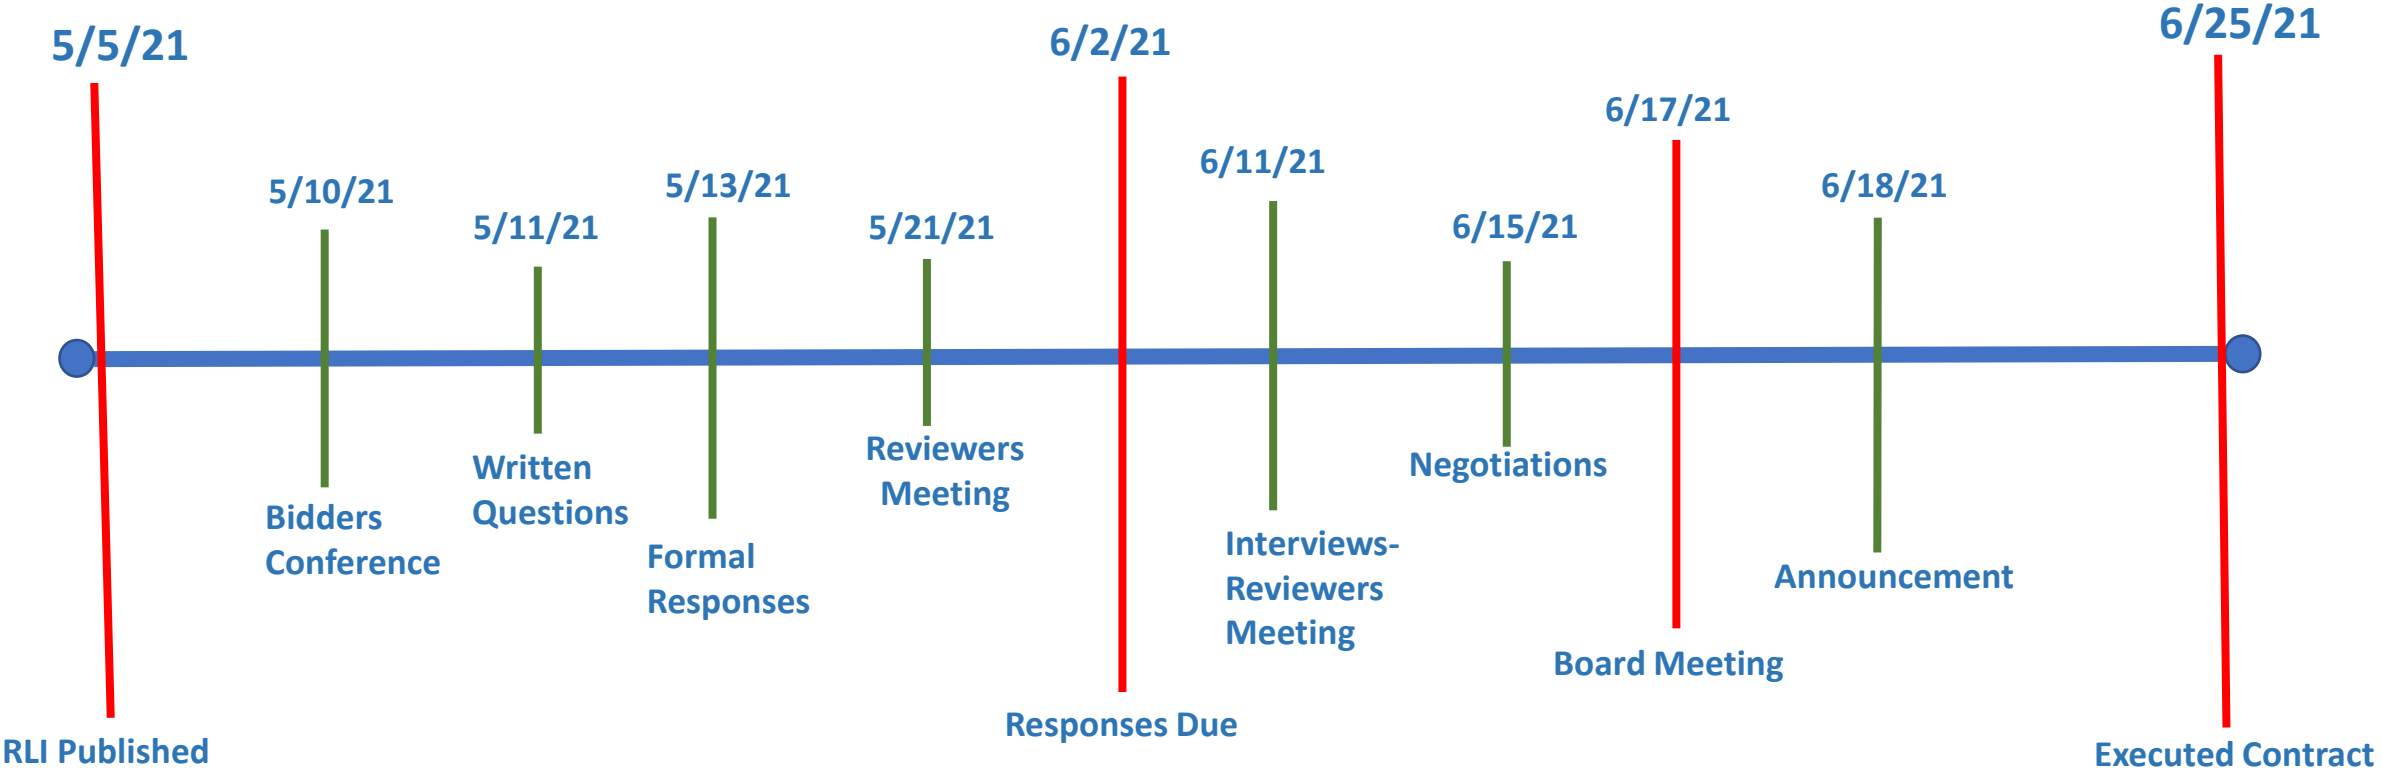 5/5/21
6/2/21
6/25/21
6/17/21
6/11/21
5/10/21
5/13/21
6/18/21
5/11/21
5/21/21
6/15/21
Reviewers
Meeting
Written
Questions
Negotiations
Bidders
Conference
Formal
Responses
Interviews-
Reviewers
Meeting
Announcement
Board Meeting
Responses Due
RLI Published
Executed Contract